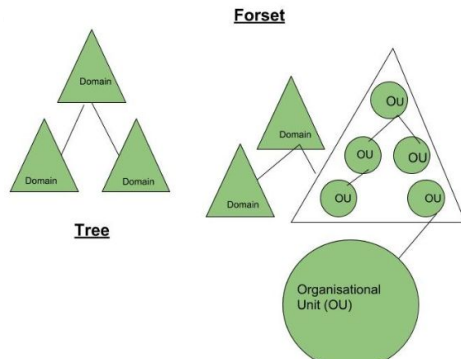 Forset
Domain
Domain
Domain
Tree
Domain
Domain
OU
OU
OU
OU
OU
Organisational
Unit (OU)